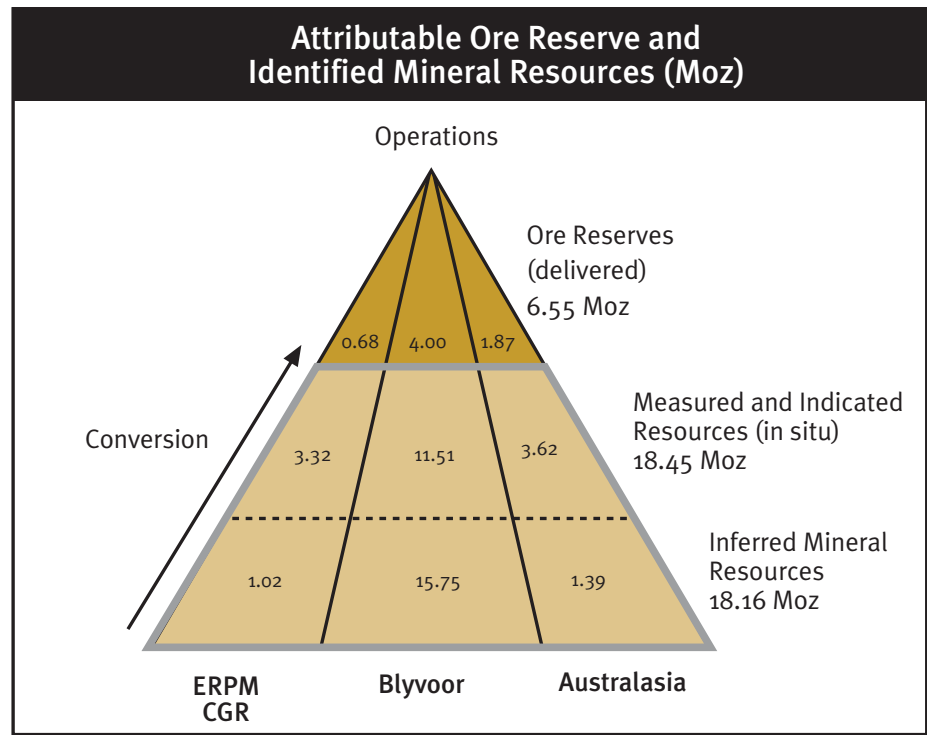 Attributable Ore Reserve and
Identified Mineral Resources (Moz)
Operations
Ore Reserves
(delivered)
6.55 Moz
0.68 4.00 1.87
Conversion
Measured and Indicated
Resources (in situ)
18.45 Moz
3.32 11.51 3.62
Inferred Mineral
Resources
18.16 Moz
1.02 15.75 1.39
ERPM
CGR
Blyvoor
Australasia